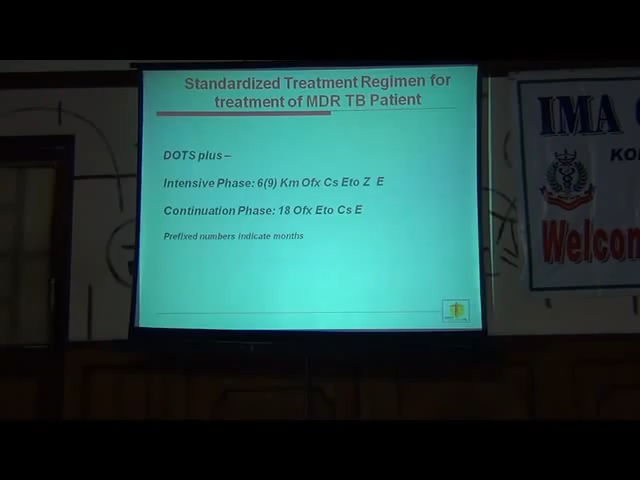 Standardized Treatment Regimen for
treatment of MDR TB Patient
DOTS plus –
Intensive Phase: 6(9) Km Ofx Cs Eto Z E
Continuation Phase: 18 Ofx Eto Cs E
Prefixed numbers indicate months
IMA
KO
Welcom